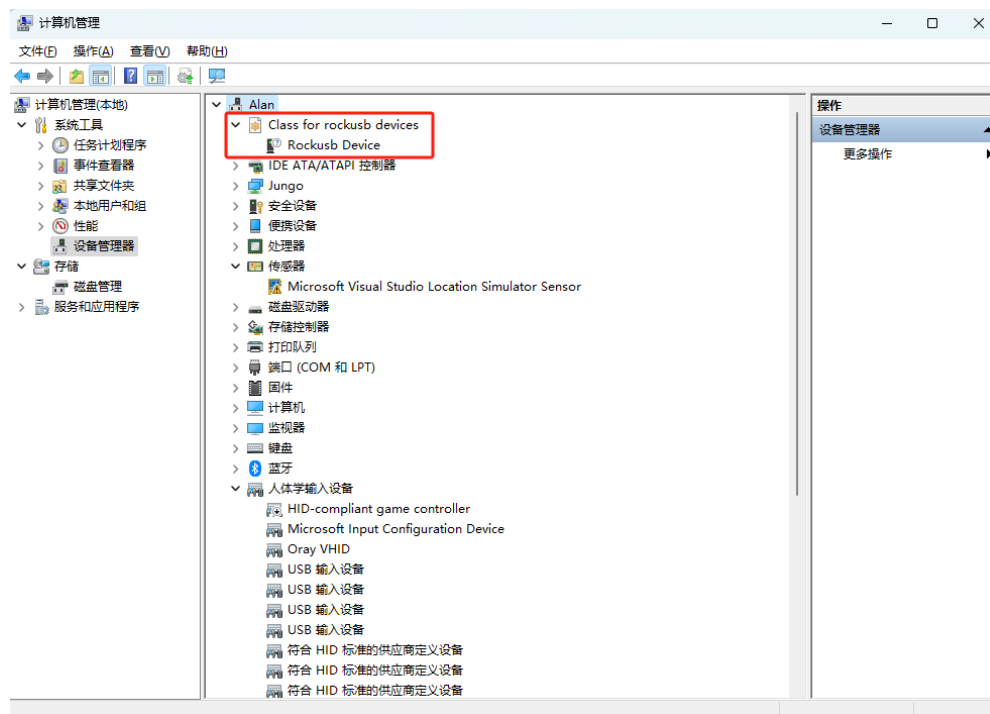 计算机管理
文件(F) 操作(A) 查看(V) 帮助(H)
计算机管理(本地)
系统工具
任务计划程序
事件查看器
共享文件夹
本地用户和组
性能
设备管理器
存储
磁盘管理
服务和应用程序
Alan
Class for rockusb devices
Rockusb Device
IDE ATA/ATAPI 控制器
Jungo
安全设备
便携设备
处理器
传感器
Microsoft Visual Studio Location Simulator Sensor
磁盘驱动器
存储控制器
打印队列
端口 (COM 和 LPT)
固件
计算机
监视器
键盘
蓝牙
人体学输入设备
HID-compliant game controller
Microsoft Input Configuration Device
Oray VHID
USB 输入设备
USB 输入设备
USB 输入设备
USB 输入设备
符合 HID 标准的供应商定义设备
符合 HID 标准的供应商定义设备
符合 HID 标准的供应商定义设备
操作
设备管理器
更多操作